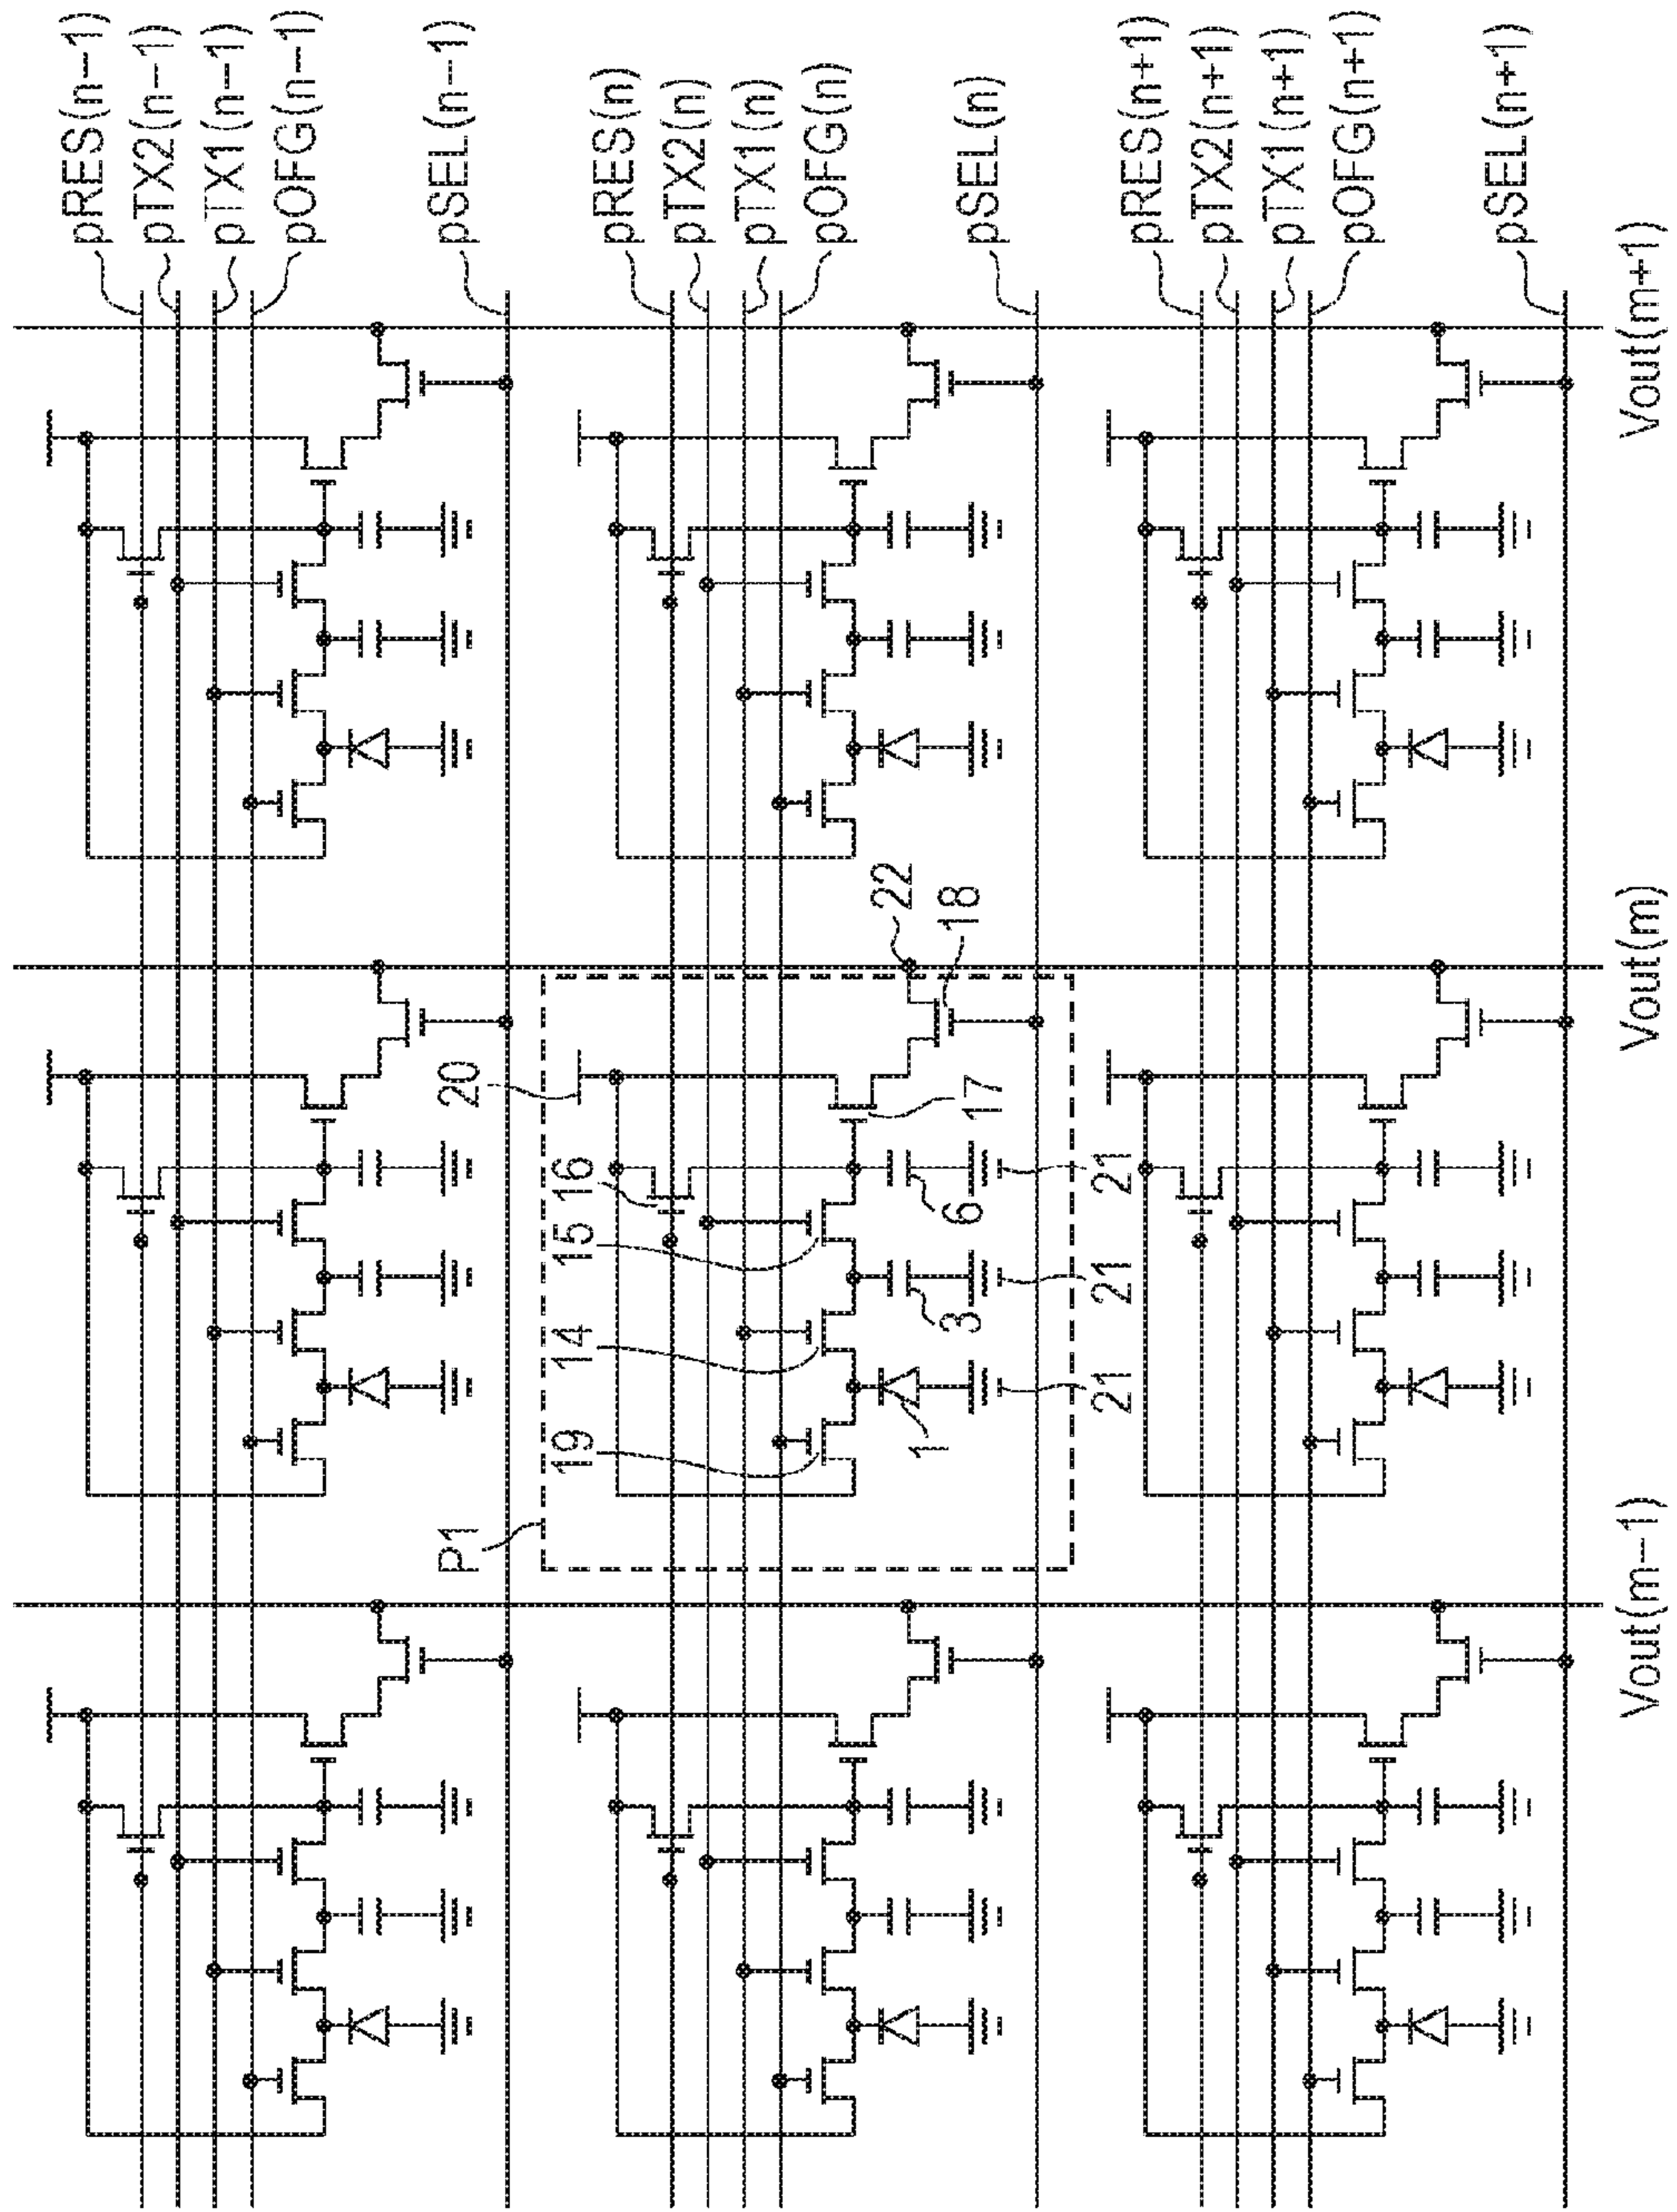 pRES(n-1)
pTX2(n-1)
pTX1(n-1)
pOFG(n-1)
pSEL(n-1)
pRES(n)
pTX2(n)
pTX1(n)
pOFG(n)
pSEL(n)
pRES(n+1)
pTX2(n+1)
pTX1(n+1)
pOFG(n+1)
pSEL(n+1)
P1
20
19
14
15
16
22
18
17
1
3
6
21
21
21
Vout(m-1)
Vout(m)
Vout(m+1)